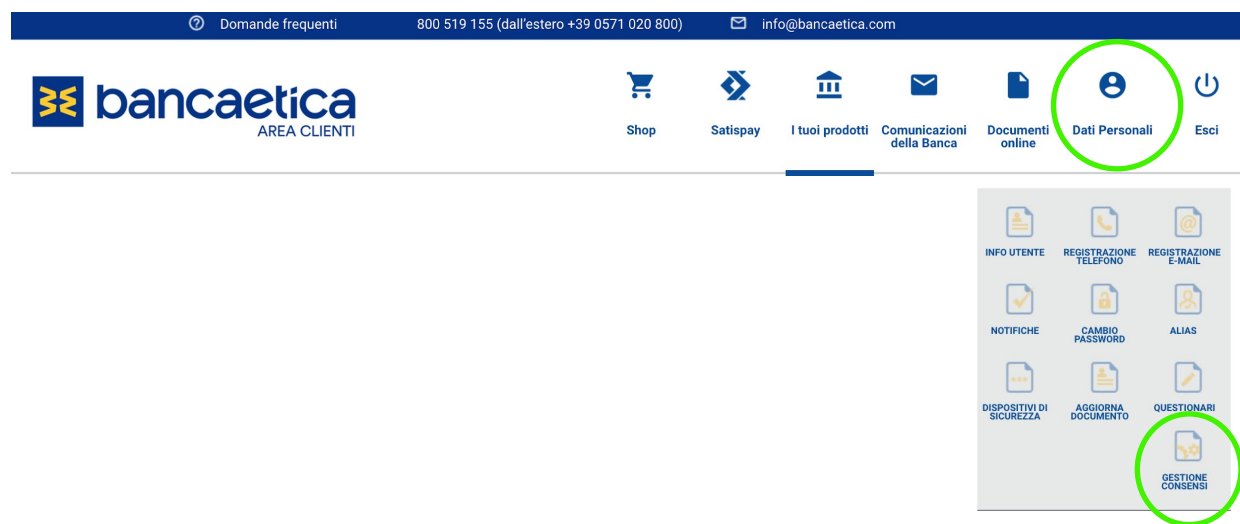 Domande frequenti 800 519 155 (dall'estero +39 0571 020 800) info@bancaetica.com
bancaetica
AREA CLIENTI
Shop Satispay I tuoi prodotti Comunicazioni della Banca Documenti online Dati Personali Esci
INFO UTENTE REGISTRAZIONE TELEFONO REGISTRAZIONE E-MAIL
NOTIFICHE CAMBIO PASSWORD ALIAS
DISPOSITIVI DI SICUREZZA AGGIORNA DOCUMENTO QUESTIONARI
GESTIONE CONSENSI